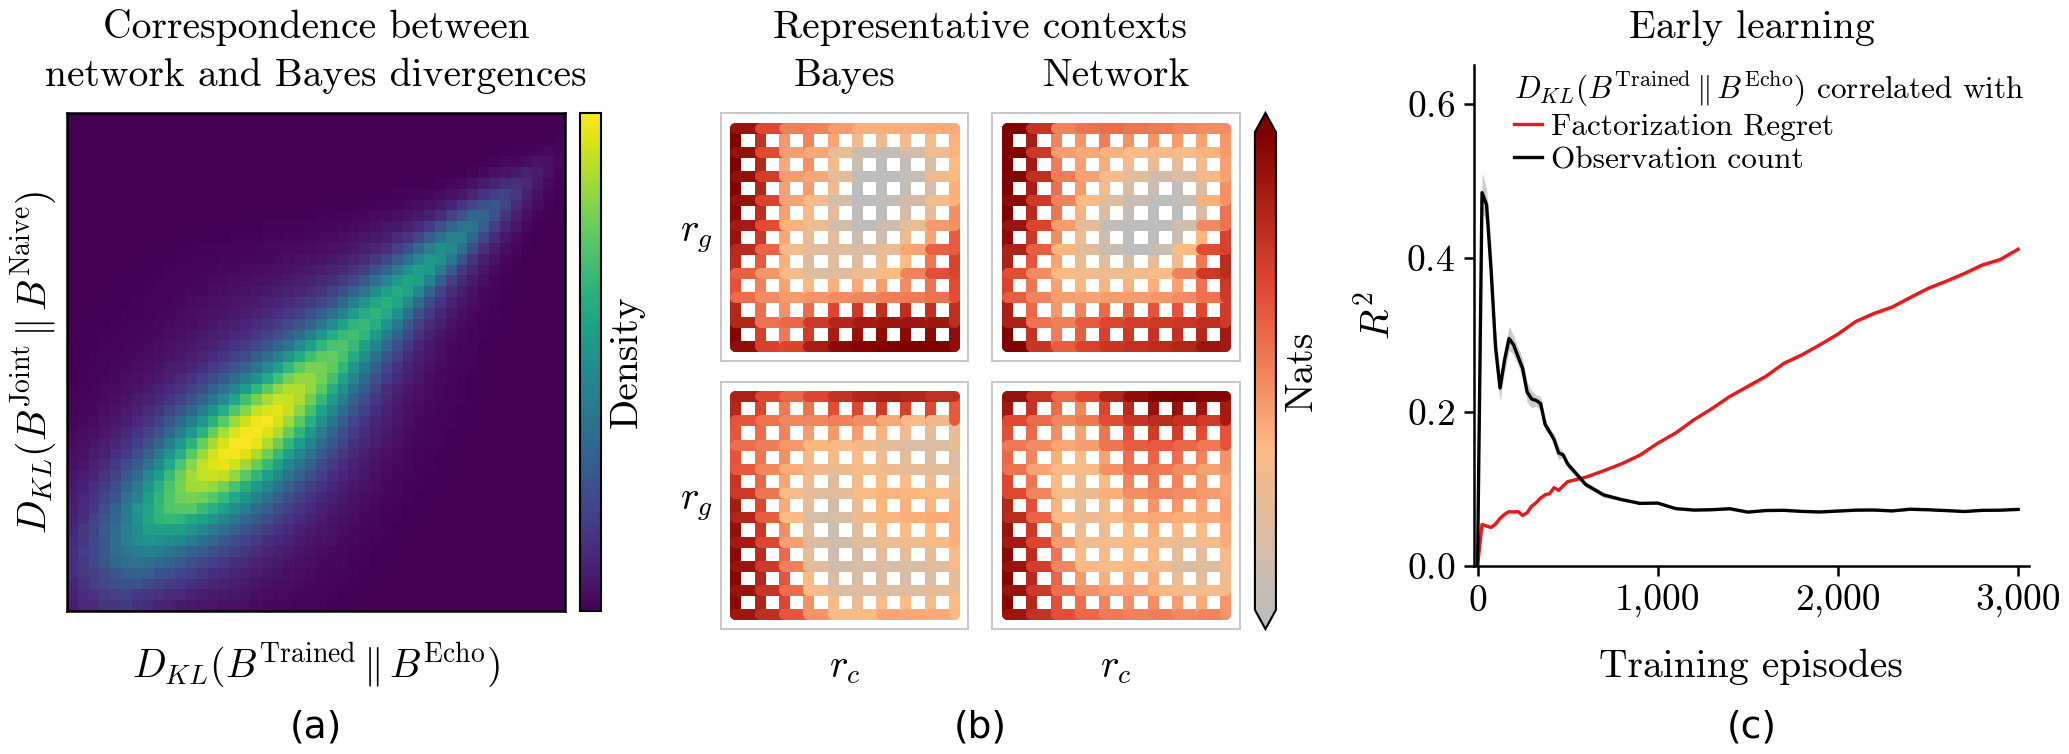 Correspondence between
network and Bayes divergences
D_{KL}(B^{Joint} ∥ B^{Naive})
Density
D_{KL}(B^{Trained} ∥ B^{Echo})
(a)
Representative contexts
Bayes Network
r_g
r_g
r_c r_c
Nats
(b)
Early learning
D_{KL}(B^{Trained} ∥ B^{Echo}) correlated with
Factorization Regret
Observation count
R^2
0.6
0.4
0.2
0.0
0 1,000 2,000 3,000
Training episodes
(c)